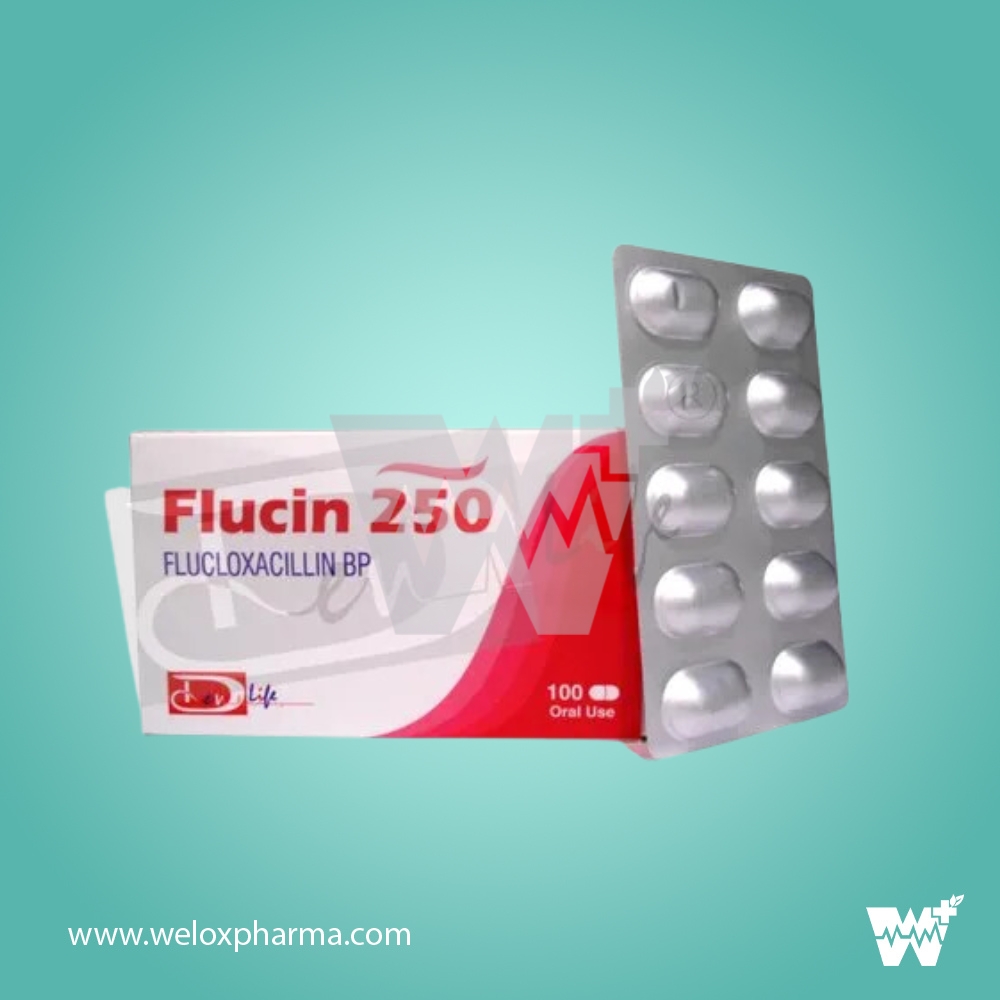 Flucin 250
FLUCLOXACILLIN BP
Life
100
Oral Use
www.weloxpharma.com
W+